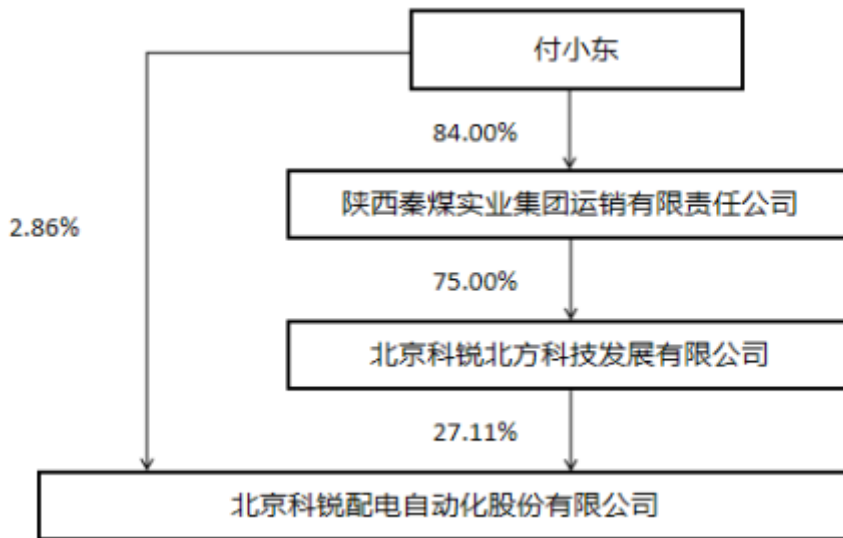 付小东
84.00%
陕西秦煤实业集团运销有限责任公司
2.86%
75.00%
北京科锐北方科技发展有限公司
27.11%
北京科锐配电自动化股份有限公司